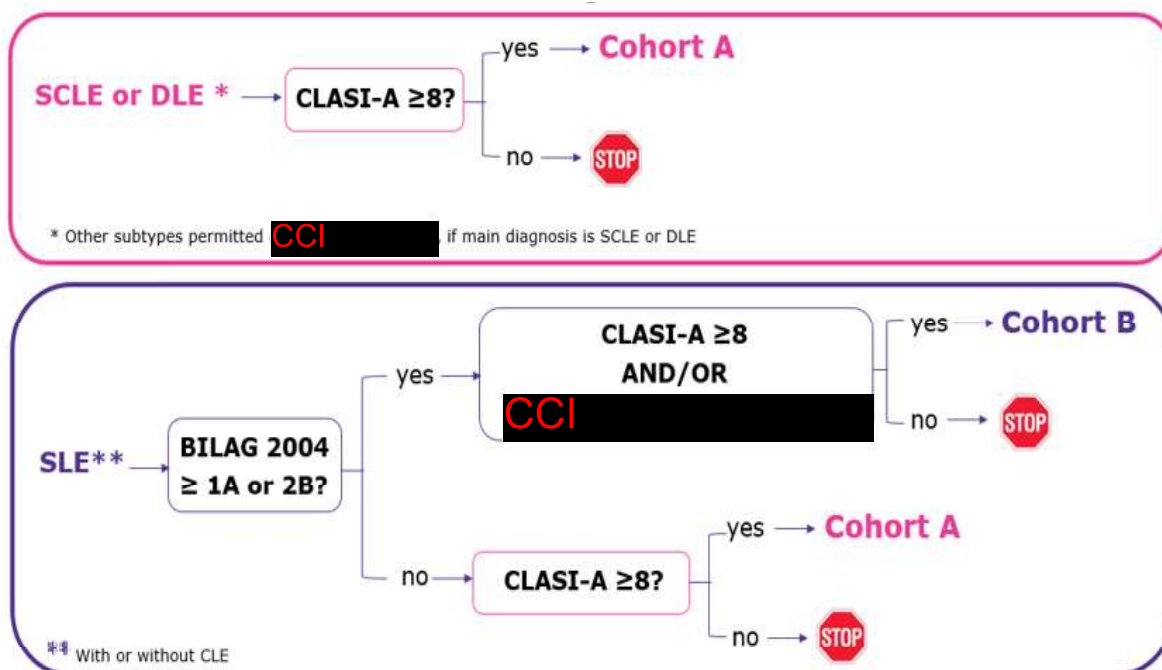 yes
Cohort A
SCLE or DLE *
CLASI-A ≥8?
no
STOP
* Other subtypes permitted CCI , if main diagnosis is SCLE or DLE
CLASI-A ≥8
AND/OR
CCI
yes
Cohort B
no
STOP
yes
SLE**
BILAG 2004
≥ 1A or 2B?
no
CLASI-A ≥8?
yes
Cohort A
no
STOP
** With or without CLE